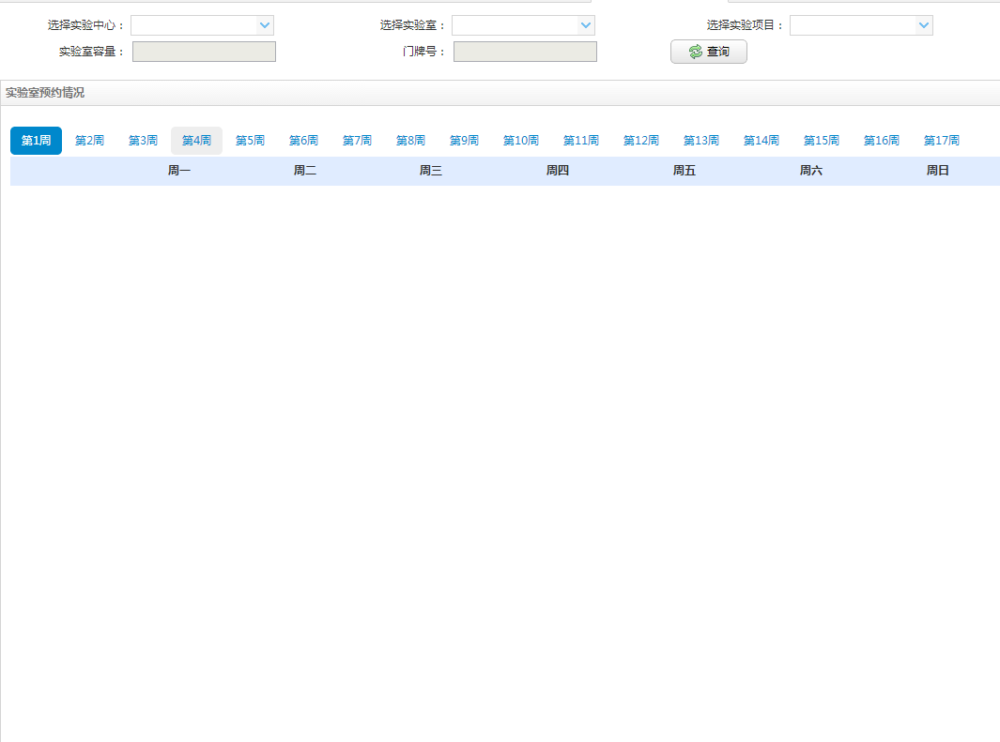 选择实验中心： 选择实验室： 选择实验项目：
实验室容量： 门牌号： 查询
实验室预约情况
第1周 第2周 第3周 第4周 第5周 第6周 第7周 第8周 第9周 第10周 第11周 第12周 第13周 第14周 第15周 第16周 第17周
周一 周二 周三 周四 周五 周六 周日